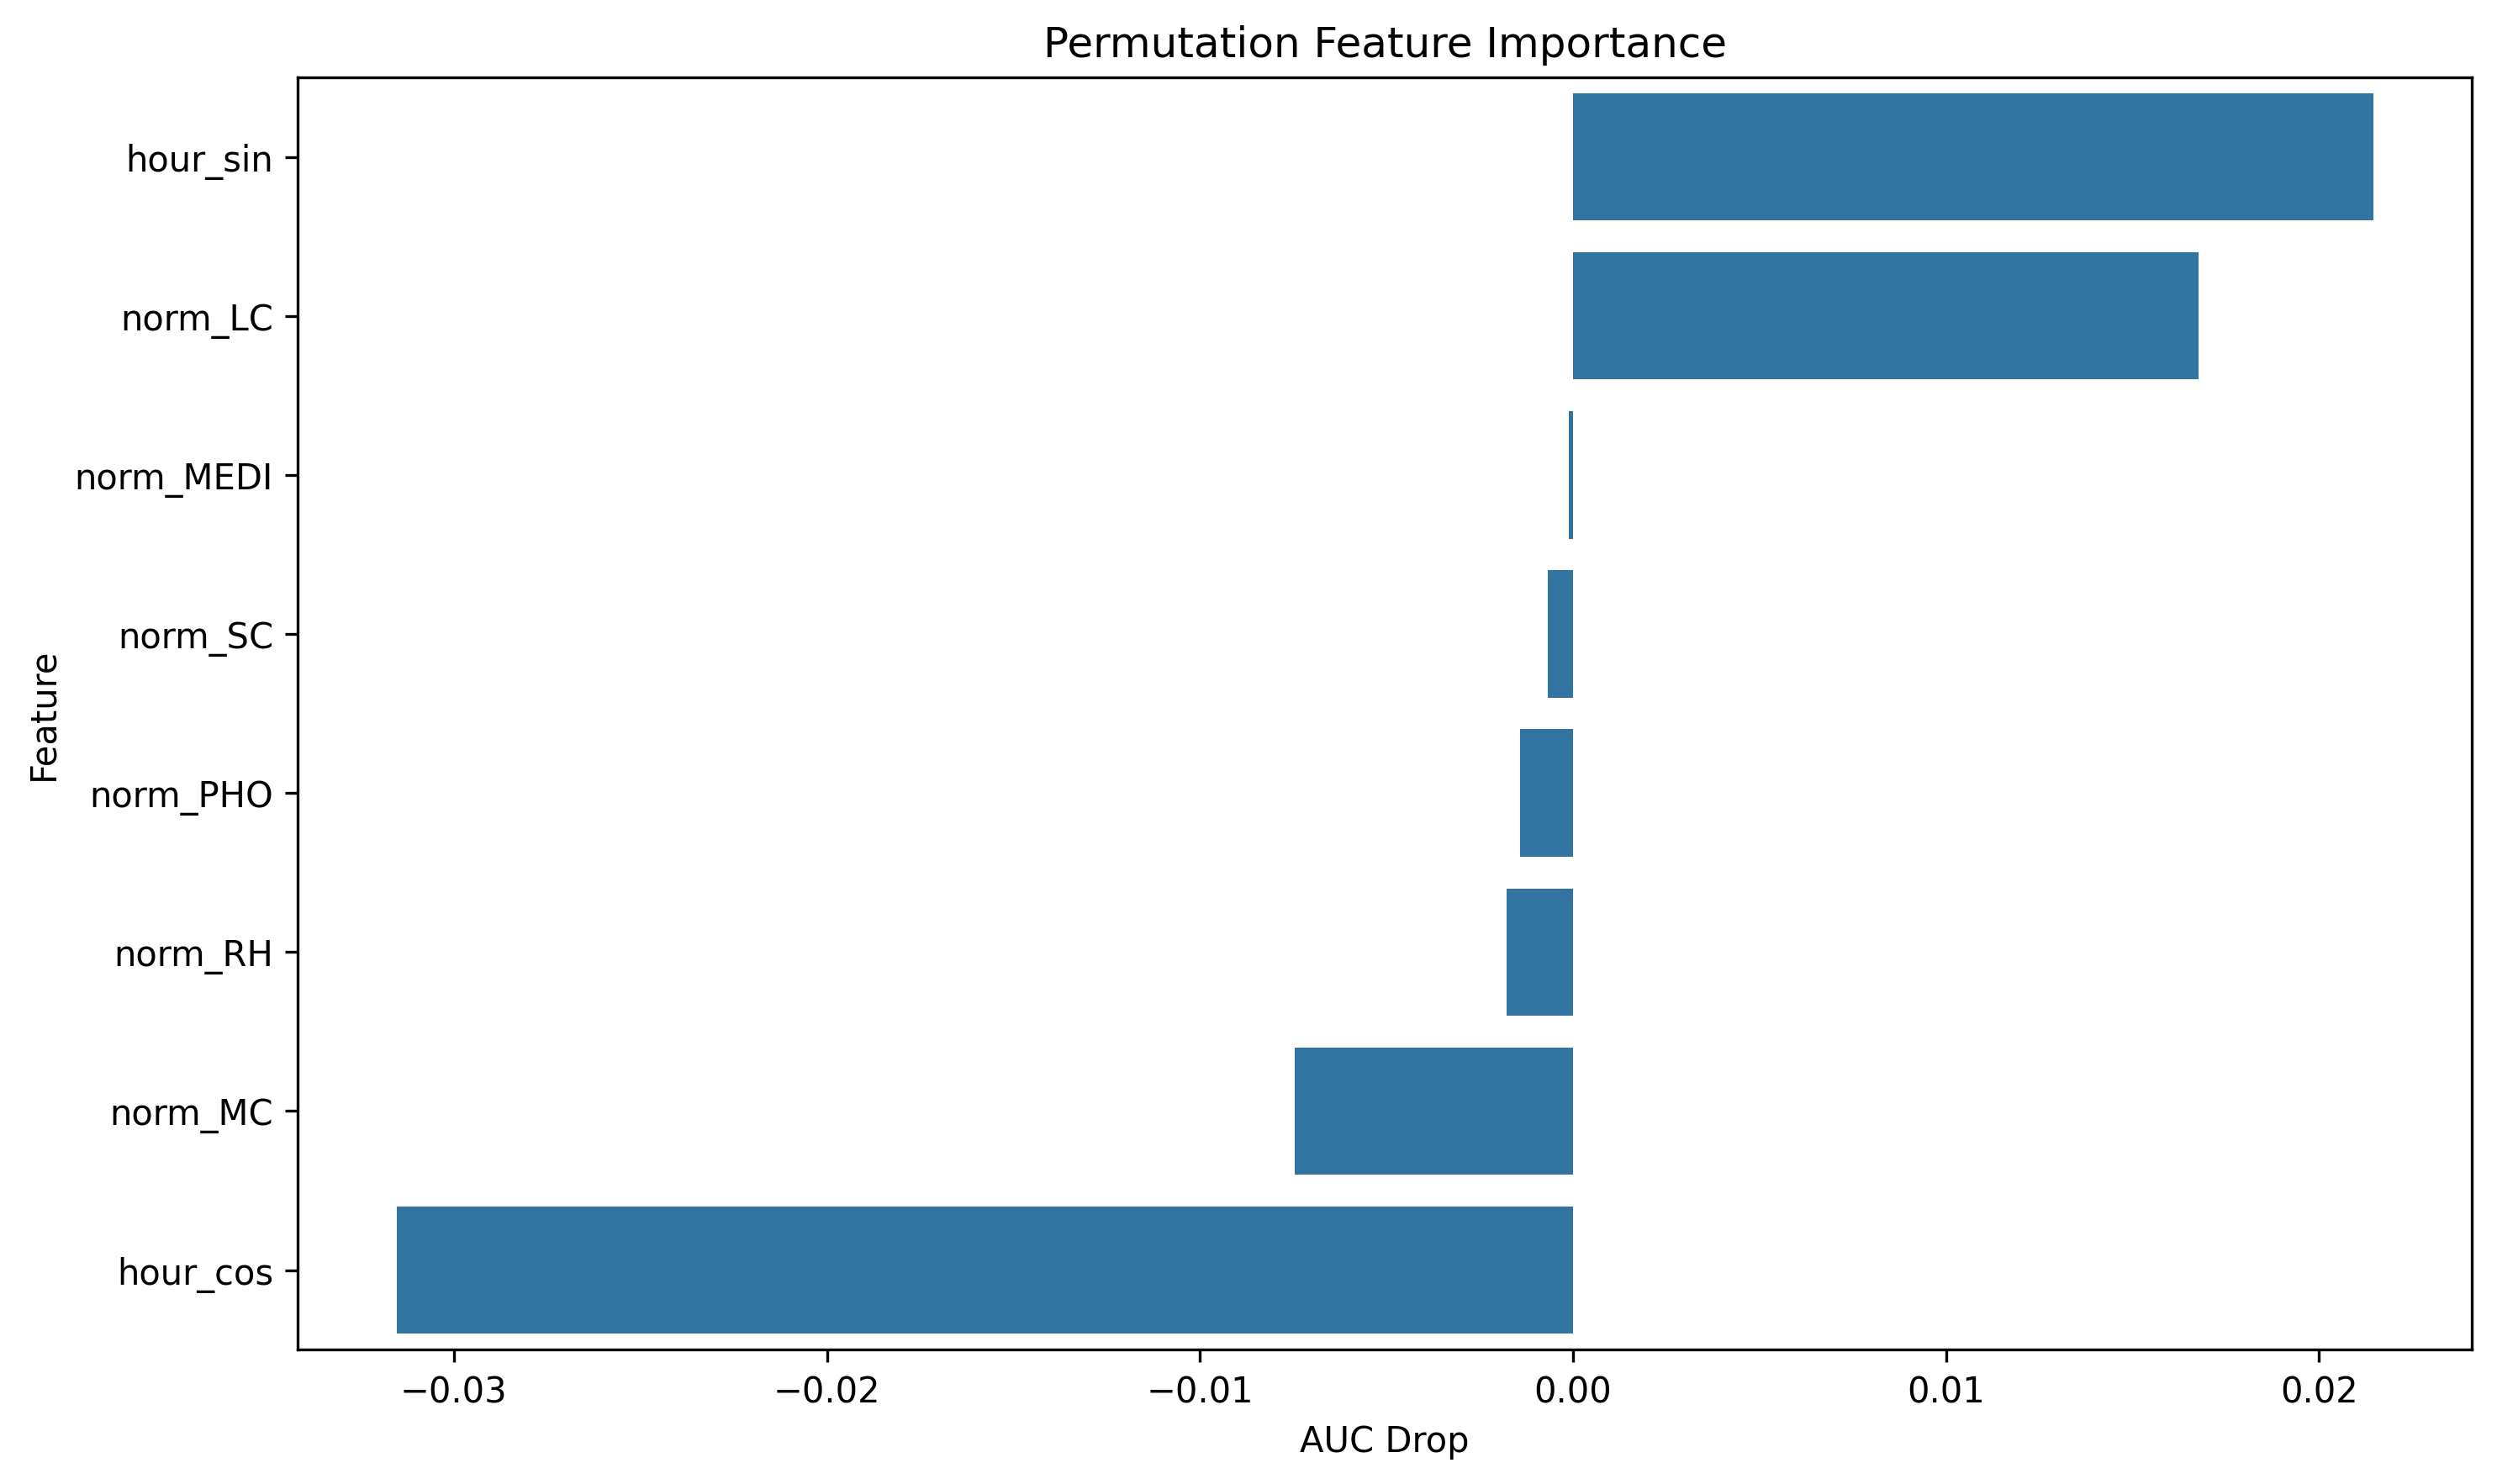 Permutation Feature Importance
Feature
hour_sin
norm_LC
norm_MEDI
norm_SC
norm_PHO
norm_RH
norm_MC
hour_cos
−0.03 −0.02 −0.01 0.00 0.01 0.02
AUC Drop